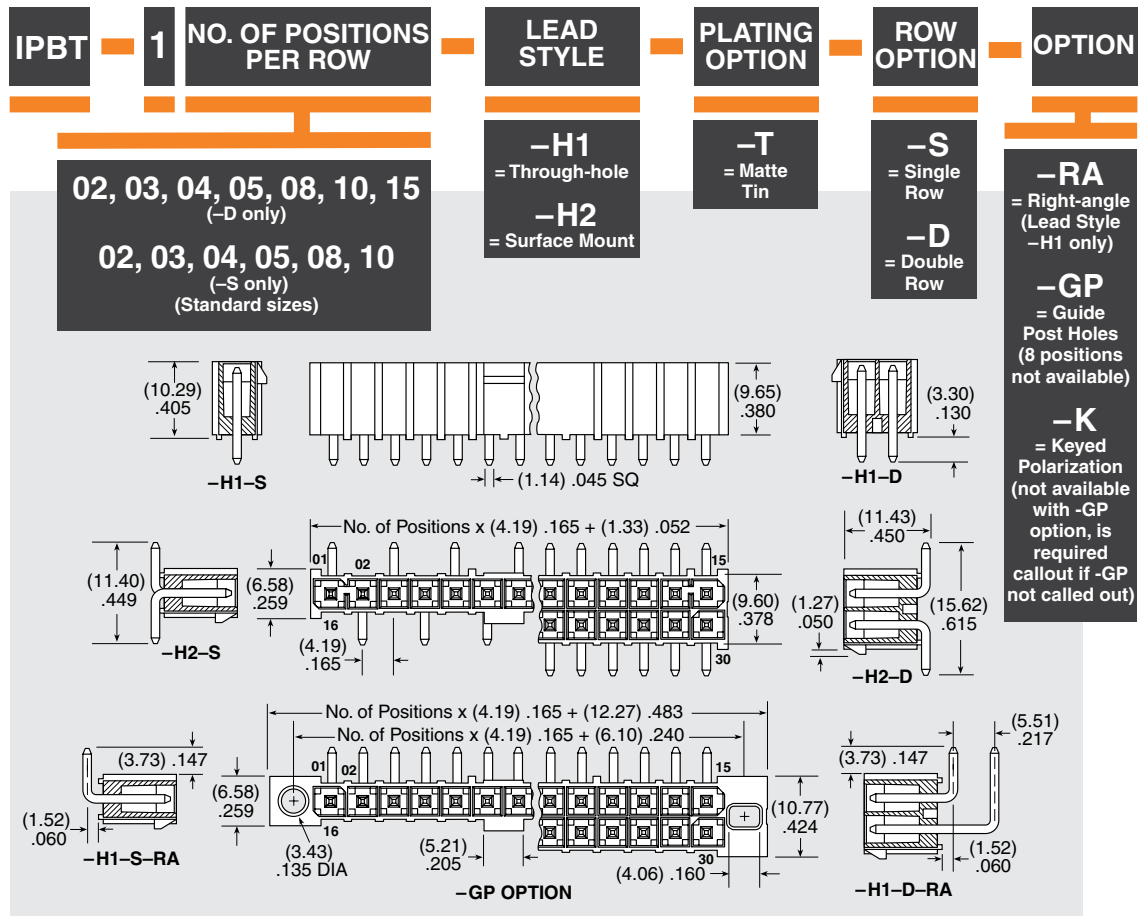 IPBT – 1 NO. OF POSITIONS PER ROW – LEAD STYLE – PLATING OPTION – ROW OPTION – OPTION
02, 03, 04, 05, 08, 10, 15
(–D only)
02, 03, 04, 05, 08, 10
(–S only)
(Standard sizes)
–H1
= Through-hole
–H2
= Surface Mount
–T
= Matte
Tin
–S
= Single
Row
–D
= Double
Row
–RA
= Right-angle
(Lead Style
–H1 only)
–GP
= Guide
Post Holes
(8 positions
not available)
–K
= Keyed
Polarization
(not available
with -GP
option, is
required
callout if -GP
not called out)
(10.29)
.405
–H1–S
(9.65)
.380
(1.14) .045 SQ
(3.30)
.130
–H1–D
(11.40)
.449
–H2–S
No. of Positions x (4.19) .165 + (1.33) .052
01
02
15
(6.58)
.259
16
(4.19)
.165
(9.60)
.378
30
(11.43)
.450
(1.27)
.050
(15.62)
.615
–H2–D
No. of Positions x (4.19) .165 + (12.27) .483
No. of Positions x (4.19) .165 + (6.10) .240
(3.73) .147
(1.52)
.060
–H1–S–RA
01
02
15
(6.58)
.259
16
(3.43)
.135 DIA
(5.21)
.205
30
(4.06) .160
(10.77)
.424
–GP OPTION
(5.51)
.217
(3.73) .147
(1.52)
.060
–H1–D–RA